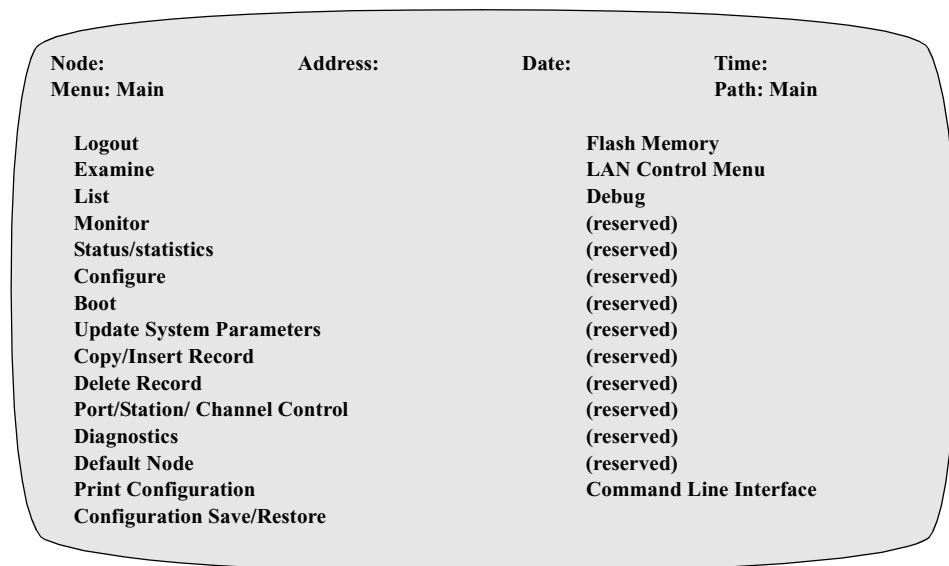 Node: Address: Date: Time:
Menu: Main Path: Main
Logout Flash Memory
Examine LAN Control Menu
List Debug
Monitor (reserved)
Status/statistics (reserved)
Configure (reserved)
Boot (reserved)
Update System Parameters (reserved)
Copy/Insert Record (reserved)
Delete Record (reserved)
Port/Station/ Channel Control (reserved)
Diagnostics (reserved)
Default Node (reserved)
Print Configuration Command Line Interface
Configuration Save/Restore